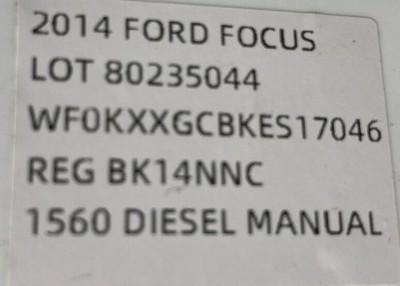 2014 FORD FOCUS
LOT 80235044
WF0KXXGCBKES17046
REG BK14NNC
1560 DIESEL MANUAL